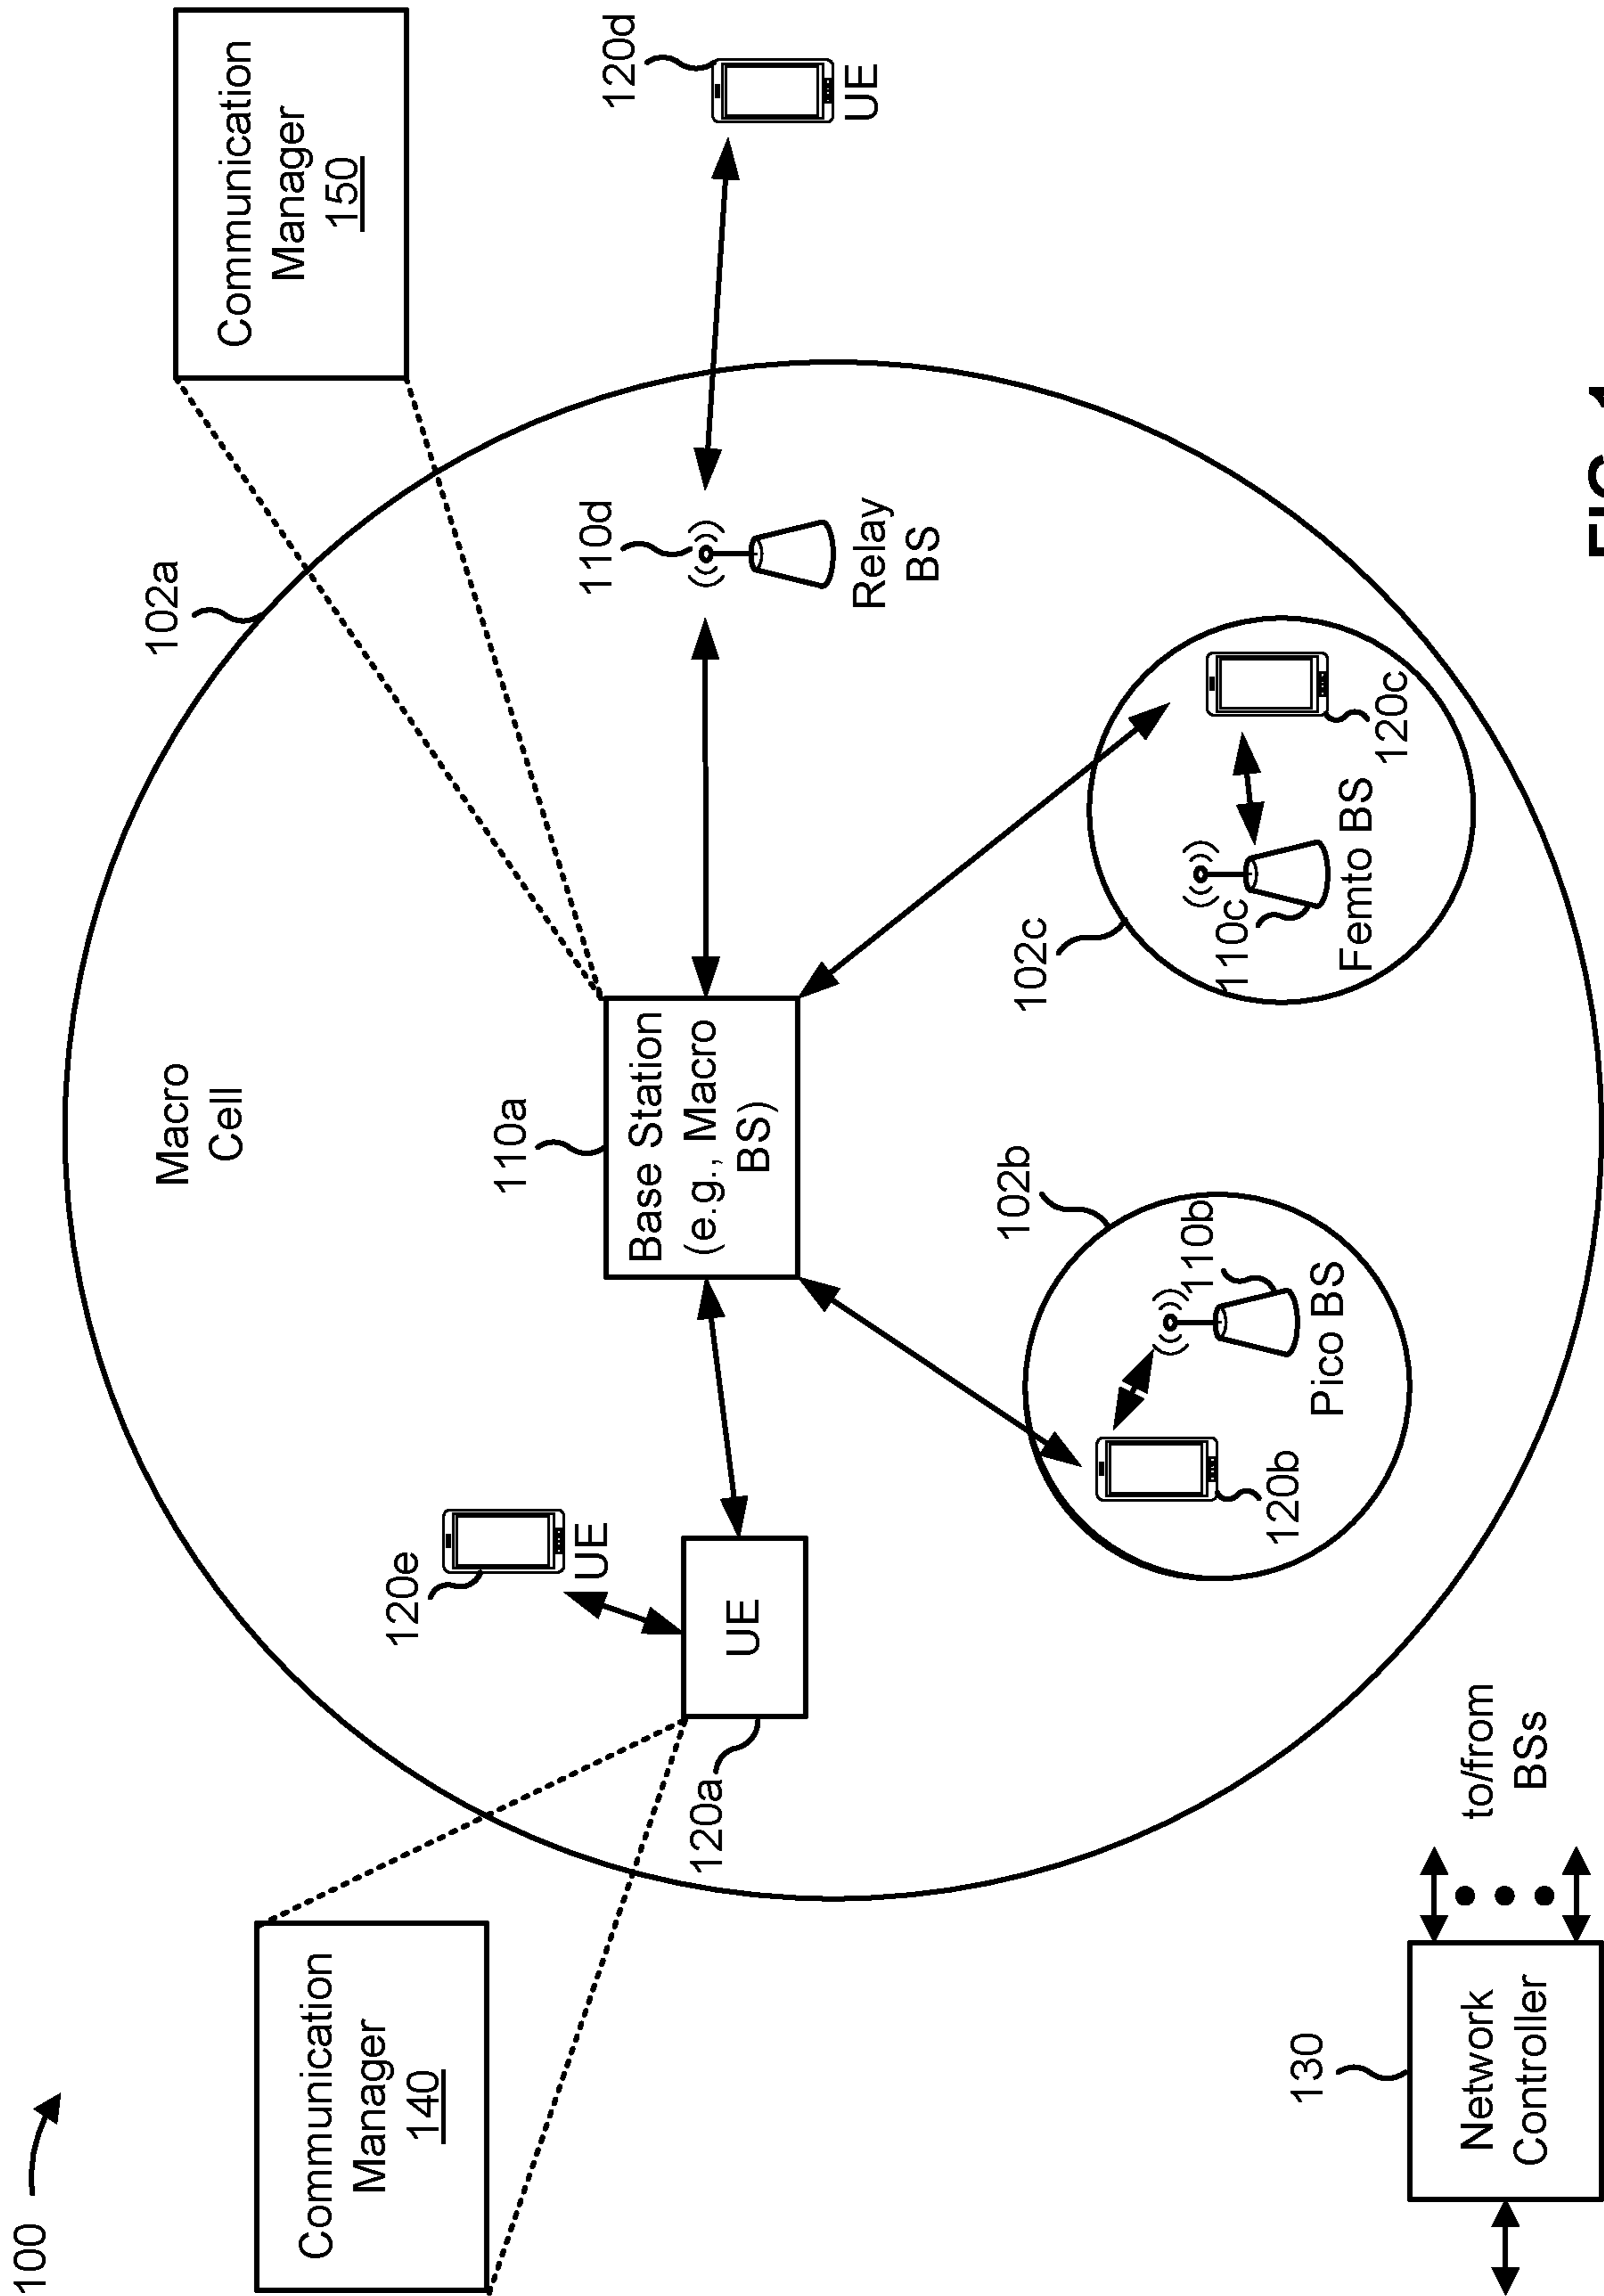 100
Communication
Manager
140
Communication
Manager
150
102a
Macro
Cell
110a
Base Station
(e.g., Macro
BS)
120e
UE
UE
120a
110d
Relay
BS
120d
UE
102b
110b
Pico BS
120b
102c
110c
Femto BS
120c
130
Network
Controller
to/from
BSs